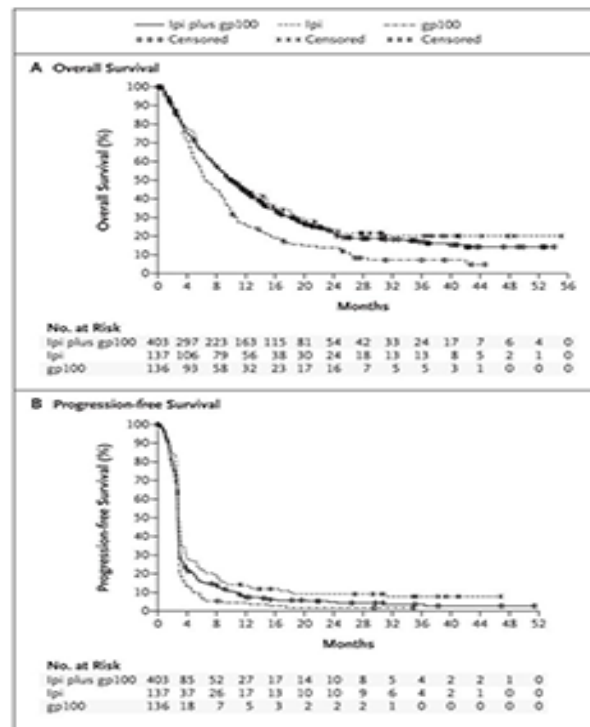 Ipi plus gp100 Ipi gp100
Censored Censored Censored
A Overall Survival
100
90
80
70
60
50
40
30
20
10
0
Overall Survival (%)
0 4 8 12 16 20 24 28 32 36 40 44 48 52 56
Months
No. at Risk
Ipi plus gp100 403 297 223 163 115 81 54 42 33 24 17 7 6 4 0
Ipi 137 106 79 56 38 30 24 18 13 13 8 5 2 1 0
gp100 136 93 58 32 23 17 16 7 5 5 3 1 0 0 0
B Progression-free Survival
100
90
80
70
60
50
40
30
20
10
0
Progression-free Survival (%)
0 4 8 12 16 20 24 28 32 36 40 44 48 52
Months
No. at Risk
Ipi plus gp100 403 85 52 27 17 14 10 8 5 4 2 2 1 0
Ipi 137 37 26 17 13 10 10 9 6 4 2 1 0 0
gp100 136 18 7 5 3 2 2 2 1 0 0 0 0 0